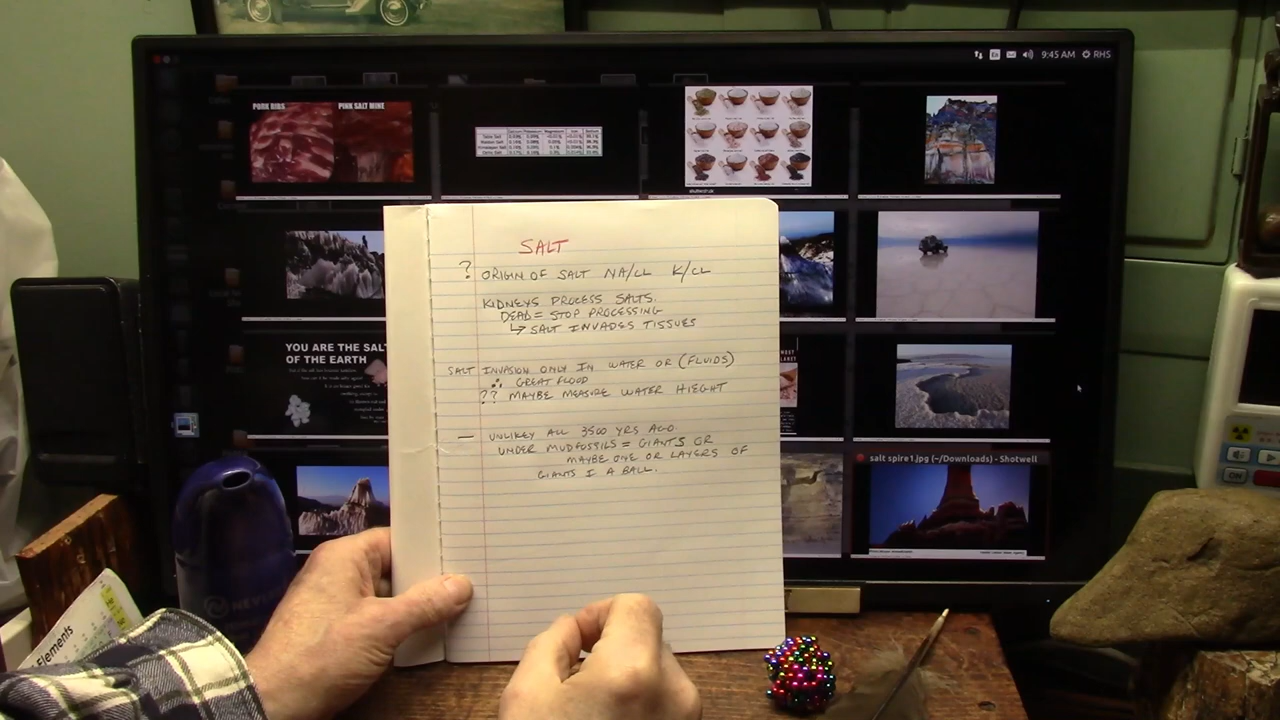 9:45 AM RHS
PORK RIBS
PINK SALT MINE
YOU ARE THE SAL
OF THE EARTH
salt spire1.jpg (~/Downloads) - Shotwell
SALT
? ORIGIN OF SALT NA/CL K/CL
KIDNEYS PROCESS SALTS.
DEAD = STOP PROCESSING
↳ SALT INVADES TISSUES
SALT INVASION ONLY IN WATER OR (FLUIDS)
∴ GREAT FLOOD
?? MAYBE MEASURE WATER HIEGHT
— UNLIKEY ALL 3500 YRS AGO.
UNDER MUDFOSSILS = GIANTS OR
MAYBE ONE OR LAYERS OF
GIANTS I A BALL.
Elements
ON